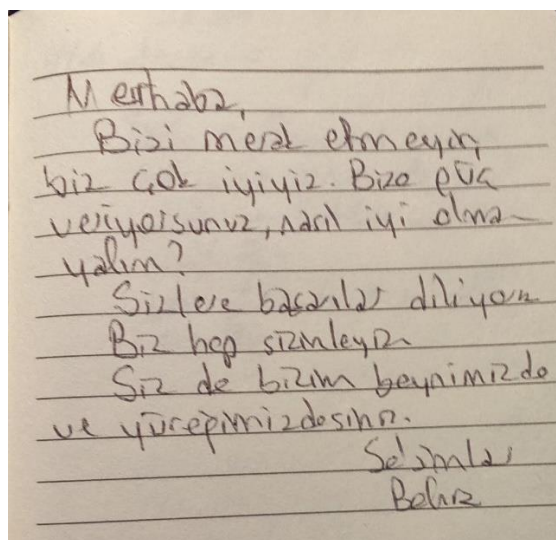 Merhaba,
Bizi merak etmeyin,
biz çok iyiyiz. Bize güç
veriyorsunuz, nasıl iyi olma-
yalım?
Sizlere başarılar diliyorum
Biz hep sizinleyiz.
Siz de bizim beynimizde
ve yüreğimizdesiniz.
Selamlar